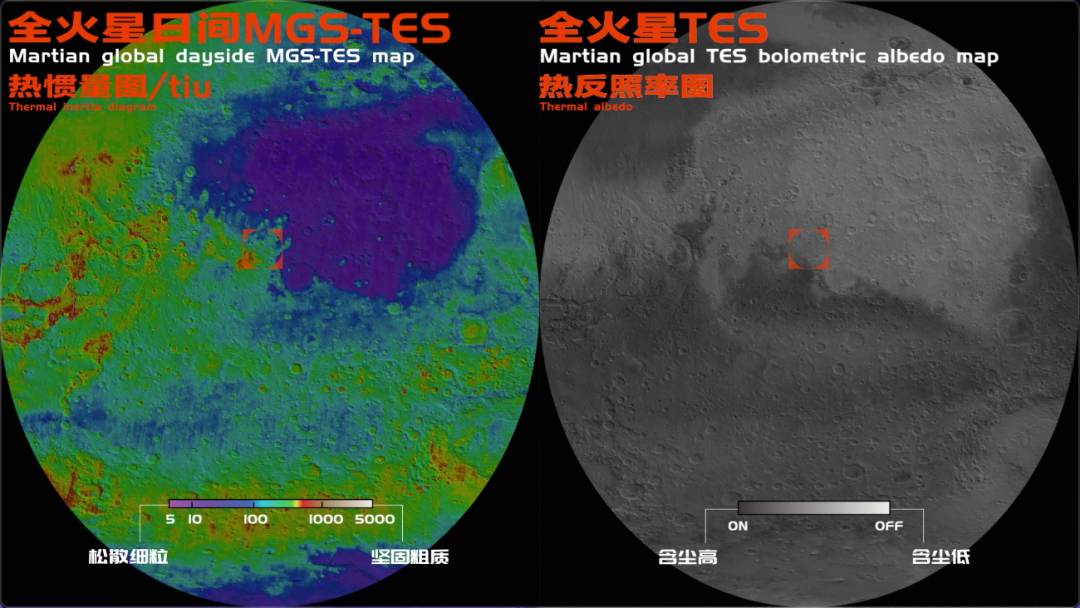 全火星日间MGS-TES
Martian global dayside MGS-TES map
热惯量图/tiu
Thermal inertia diagram
5 10 100 1000 5000
松散细粒 坚固粗质
全火星TES
Martian global TES bolometric albedo map
热反照率图
Thermal albedo
ON OFF
含尘高 含尘低